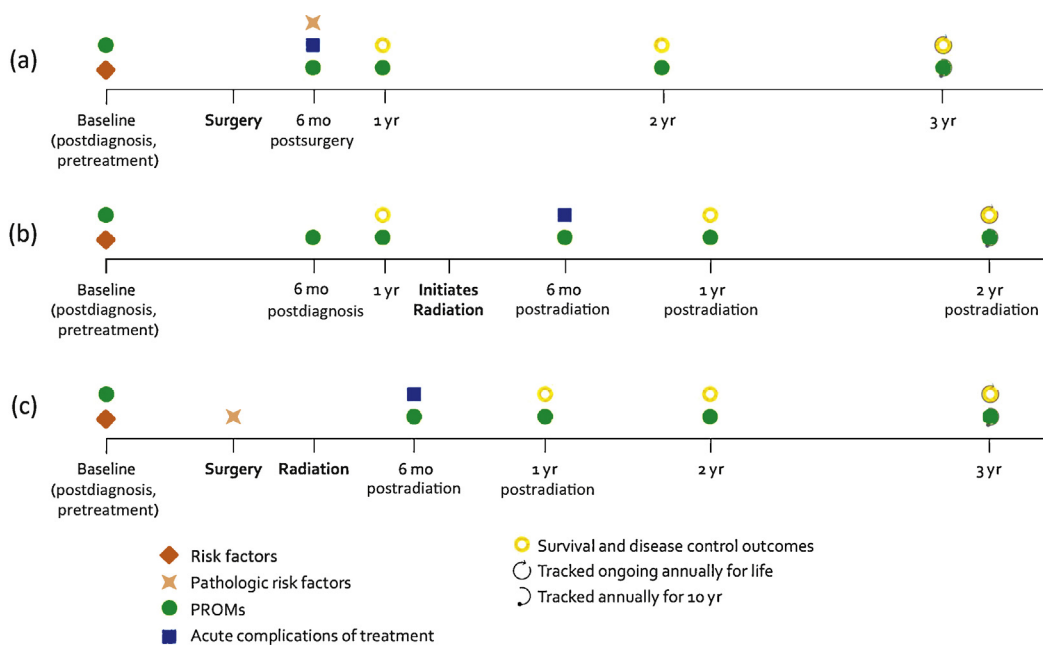 (a)
Baseline
(postdiagnosis,
pretreatment)
Surgery
6 mo
postsurgery
1 yr
2 yr
3 yr
(b)
Baseline
(postdiagnosis,
pretreatment)
6 mo
postdiagnosis
1 yr
Initiates
Radiation
6 mo
postradiation
1 yr
postradiation
2 yr
postradiation
(c)
Baseline
(postdiagnosis,
pretreatment)
Surgery
Radiation
6 mo
postradiation
1 yr
postradiation
2 yr
3 yr
Risk factors
Pathologic risk factors
PROMs
Acute complications of treatment
Survival and disease control outcomes
Tracked ongoing annually for life
Tracked annually for 10 yr